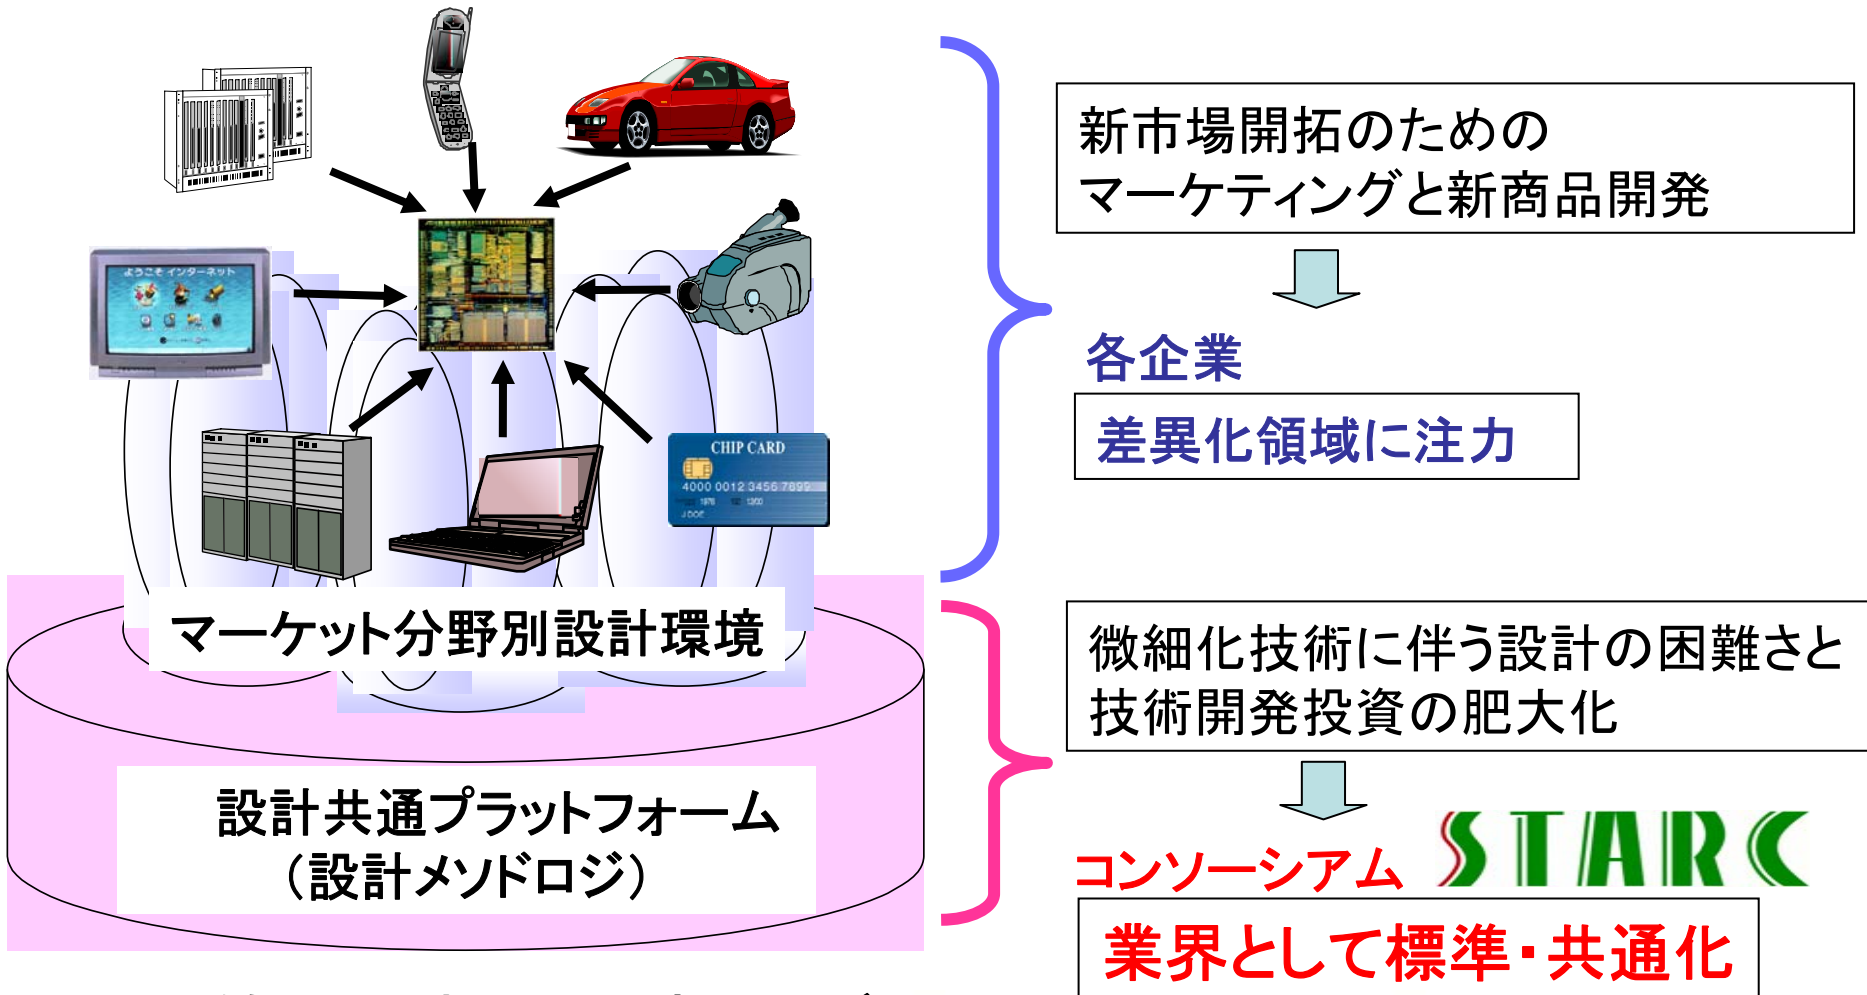 新市場開拓のための
マーケティングと新商品開発
各企業
差異化領域に注力
ようこそ インターネット
CHIP CARD
4000 0012 3456 7899
J DOE
マーケット分野別設計環境
設計共通プラットフォーム
（設計メソドロジ）
微細化技術に伴う設計の困難さと
技術開発投資の肥大化
コンソーシアム STARC
業界として標準・共通化